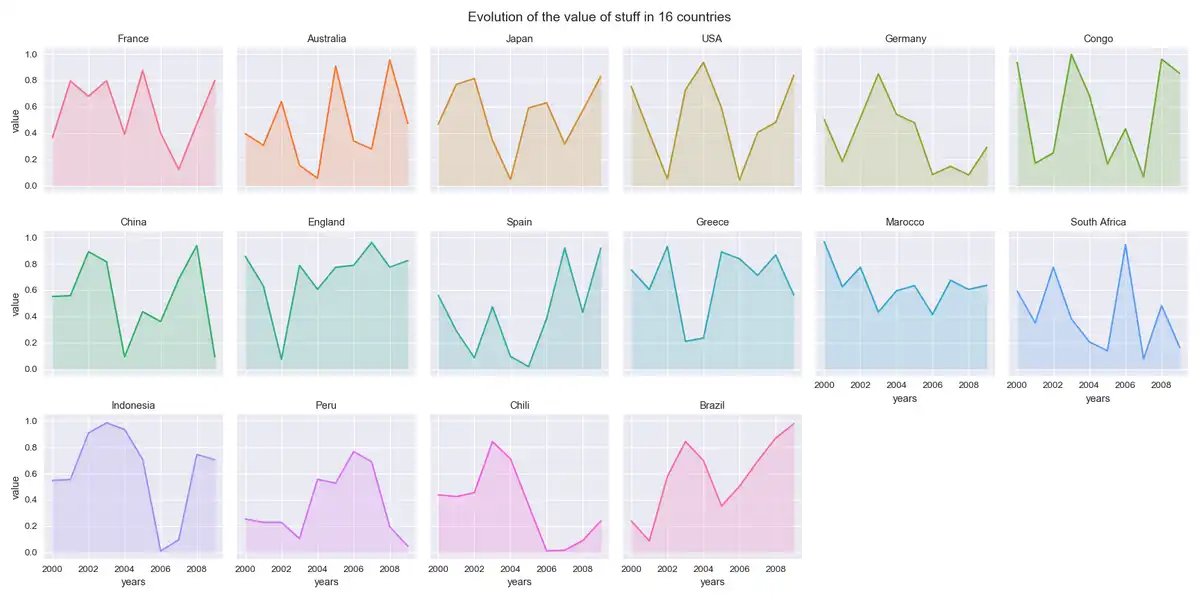 Evolution of the value of stuff in 16 countries
France Australia Japan USA Germany Congo
1.0
0.8
0.6
0.4
0.2
0.0
value
China England Spain Greece Marocco South Africa
1.0
0.8
0.6
0.4
0.2
0.0
value
2000 2002 2004 2006 2008 2000 2002 2004 2006 2008
years years
Indonesia Peru Chili Brazil
1.0
0.8
0.6
0.4
0.2
0.0
value
2000 2002 2004 2006 2008 2000 2002 2004 2006 2008 2000 2002 2004 2006 2008 2000 2002 2004 2006 2008
years years years years